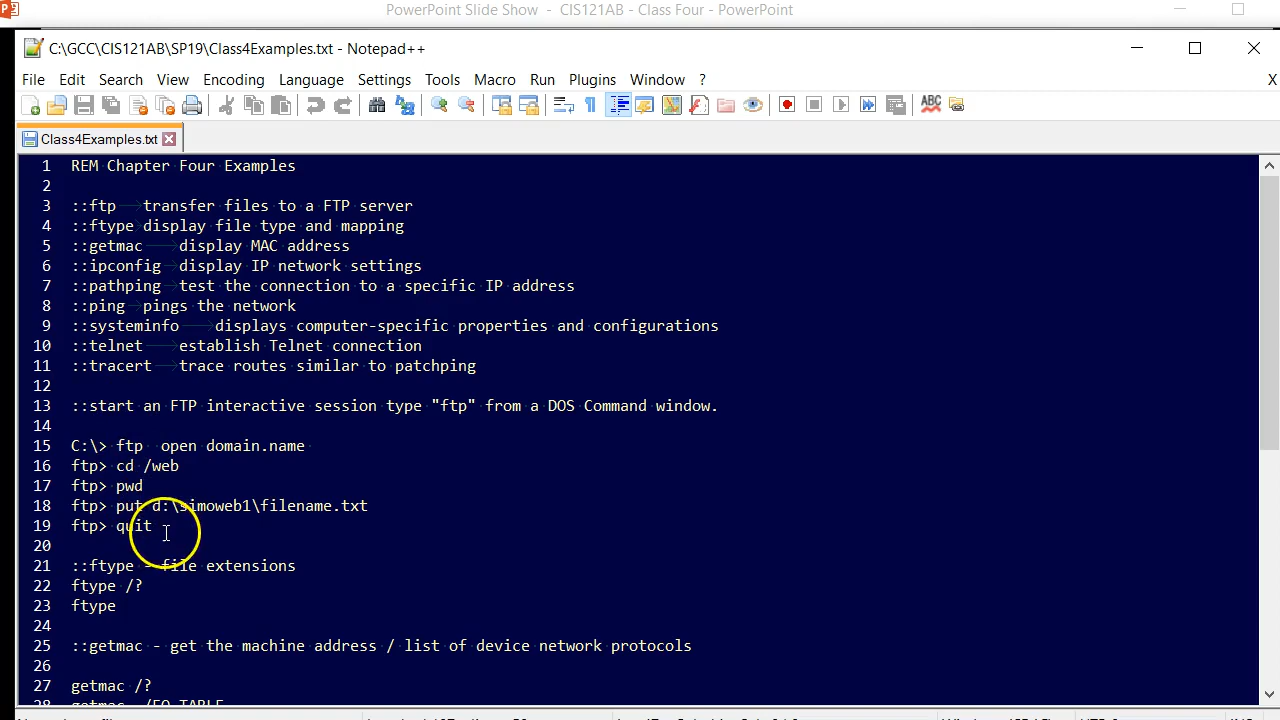 PowerPoint Slide Show - CIS121AB - Class Four - PowerPoint
C:\GCC\CIS121AB\SP19\Class4Examples.txt - Notepad++
File Edit Search View Encoding Language Settings Tools Macro Run Plugins Window ? X
Class4Examples.txt
1 REM Chapter Four Examples
2
3 ::ftp transfer files to a FTP server
4 ::ftype display file type and mapping
5 ::getmac display MAC address
6 ::ipconfig display IP network settings
7 ::pathping test the connection to a specific IP address
8 ::ping pings the network
9 ::systeminfo displays computer-specific properties and configurations
10 ::telnet establish Telnet connection
11 ::tracert trace routes similar to patchping
12
13 ::start an FTP interactive session type "ftp" from a DOS Command window.
14
15 C:\> ftp open domain.name
16 ftp> cd /web
17 ftp> pwd
18 ftp> put d:\simoweb1\filename.txt
19 ftp> quit
20
21 ::ftype - file extensions
22 ftype /?
23 ftype
24
25 ::getmac - get the machine address / list of device network protocols
26
27 getmac /?
28 getmac /FO TABLE